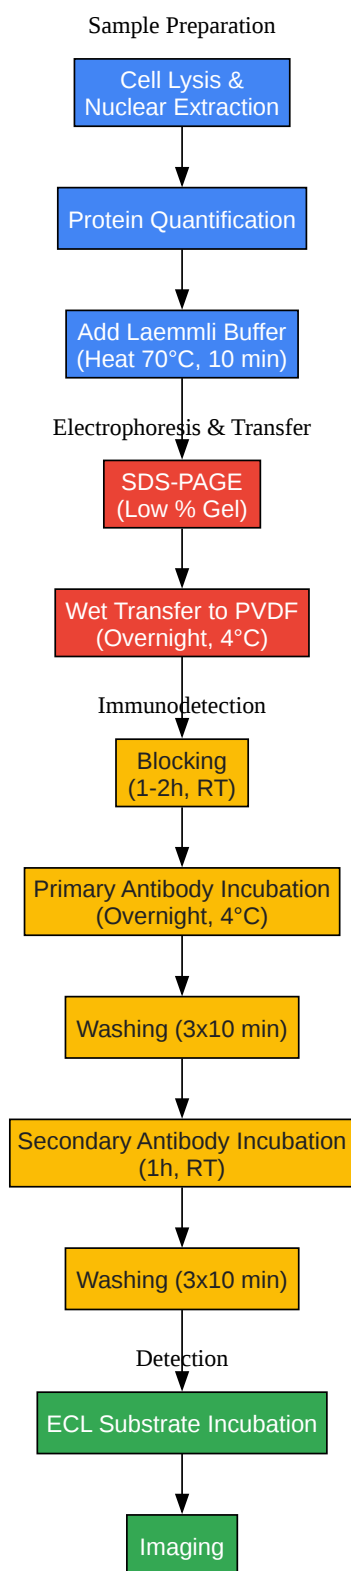 Sample Preparation
Cell Lysis &
Nuclear Extraction
Protein Quantification
Add Laemmli Buffer
(Heat 70°C, 10 min)
Electrophoresis & Transfer
SDS-PAGE
(Low % Gel)
Wet Transfer to PVDF
(Overnight, 4°C)
Immunodetection
Blocking
(1-2h, RT)
Primary Antibody Incubation
(Overnight, 4°C)
Washing (3x10 min)
Secondary Antibody Incubation
(1h, RT)
Washing (3x10 min)
Detection
ECL Substrate Incubation
Imaging